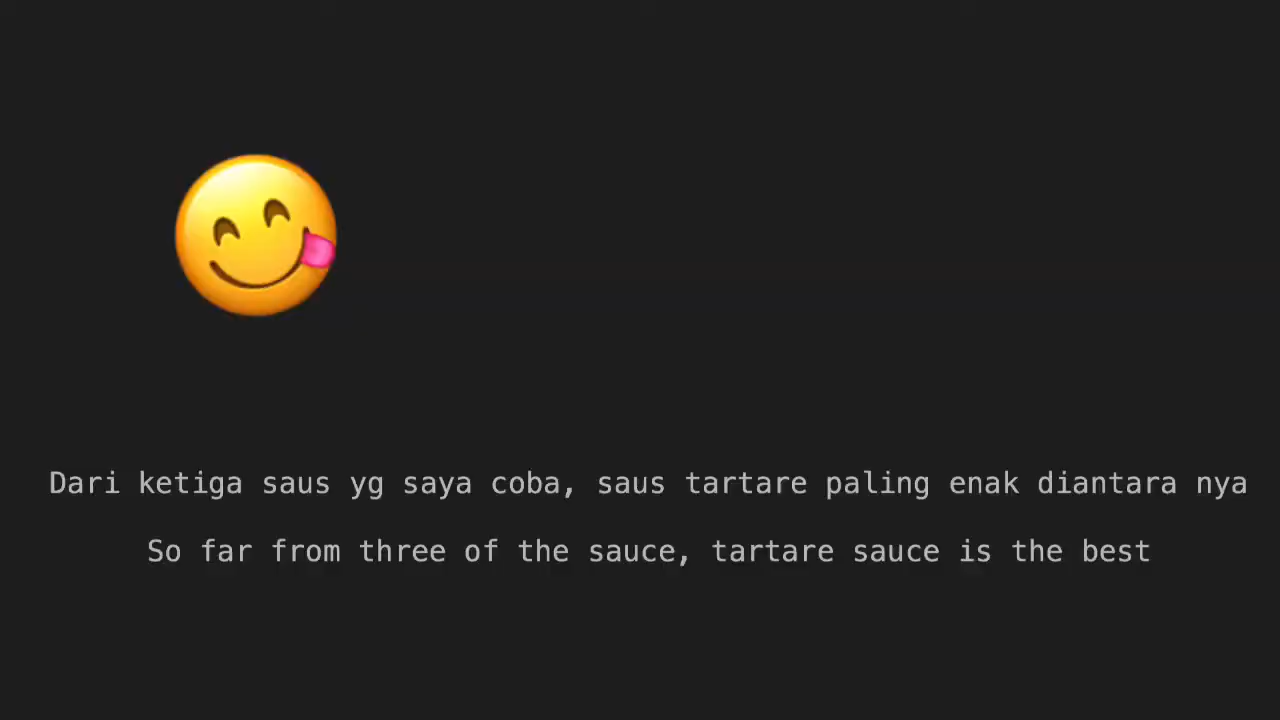 Dari ketiga saus yg saya coba, saus tartare paling enak diantara nya
So far from three of the sauce, tartare sauce is the best